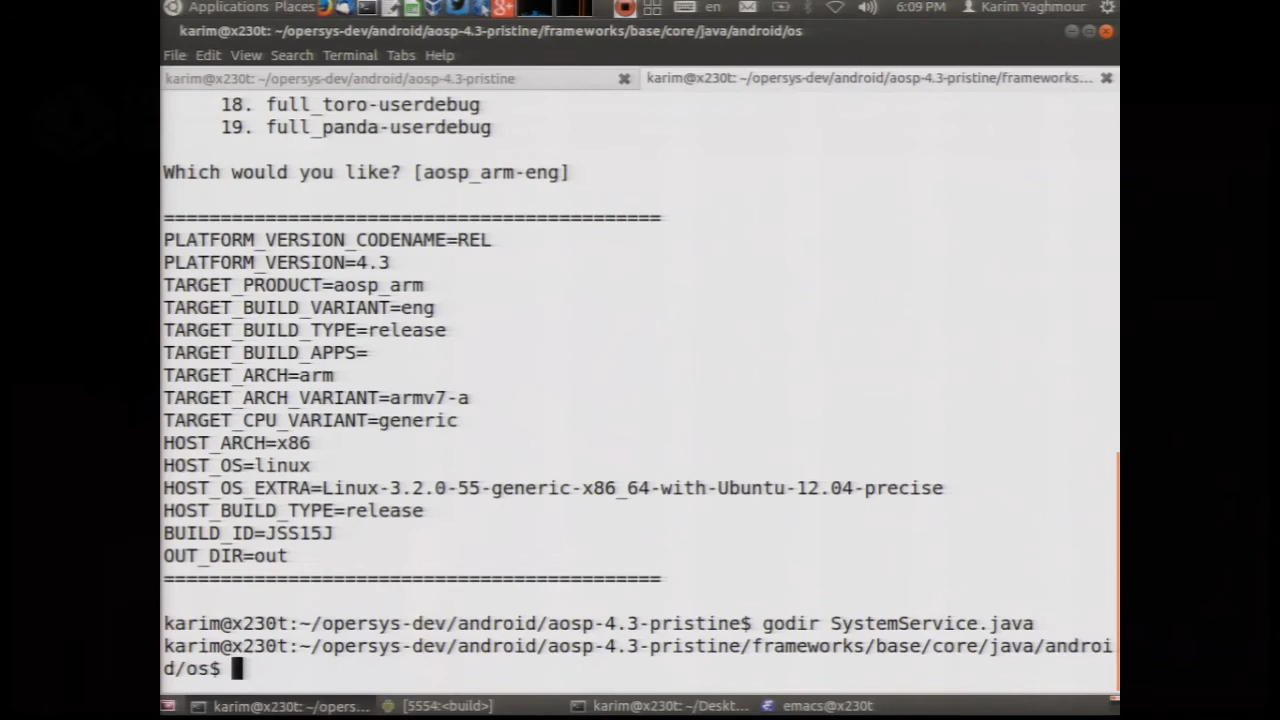 Applications Places en 6:09 PM Karim Yaghmour
karim@x230t: ~/opersys-dev/android/aosp-4.3-pristine/frameworks/base/core/java/android/os
File Edit View Search Terminal Tabs Help
karim@x230t: ~/opersys-dev/android/aosp-4.3-pristine karim@x230t: ~/opersys-dev/android/aosp-4.3-pristine/frameworks...
18. full_toro-userdebug
19. full_panda-userdebug
Which would you like? [aosp_arm-eng]
============================================
PLATFORM_VERSION_CODENAME=REL
PLATFORM_VERSION=4.3
TARGET_PRODUCT=aosp_arm
TARGET_BUILD_VARIANT=eng
TARGET_BUILD_TYPE=release
TARGET_BUILD_APPS=
TARGET_ARCH=arm
TARGET_ARCH_VARIANT=armv7-a
TARGET_CPU_VARIANT=generic
HOST_ARCH=x86
HOST_OS=linux
HOST_OS_EXTRA=Linux-3.2.0-55-generic-x86_64-with-Ubuntu-12.04-precise
HOST_BUILD_TYPE=release
BUILD_ID=JSS15J
OUT_DIR=out
============================================
karim@x230t:~/opersys-dev/android/aosp-4.3-pristine$ godir SystemService.java
karim@x230t:~/opersys-dev/android/aosp-4.3-pristine/frameworks/base/core/java/androi
d/os$
karim@x230t: ~/opers... [5554:<build>] karim@x230t: ~/Deskt... emacs@x230t